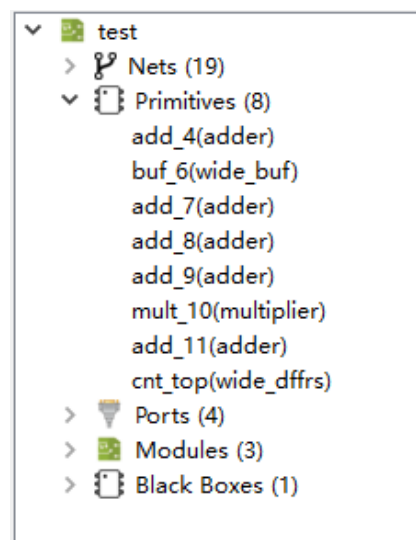 test
Nets (19)
Primitives (8)
add_4(adder)
buf_6(wide_buf)
add_7(adder)
add_8(adder)
add_9(adder)
mult_10(multiplier)
add_11(adder)
cnt_top(wide_dffrs)
Ports (4)
Modules (3)
Black Boxes (1)